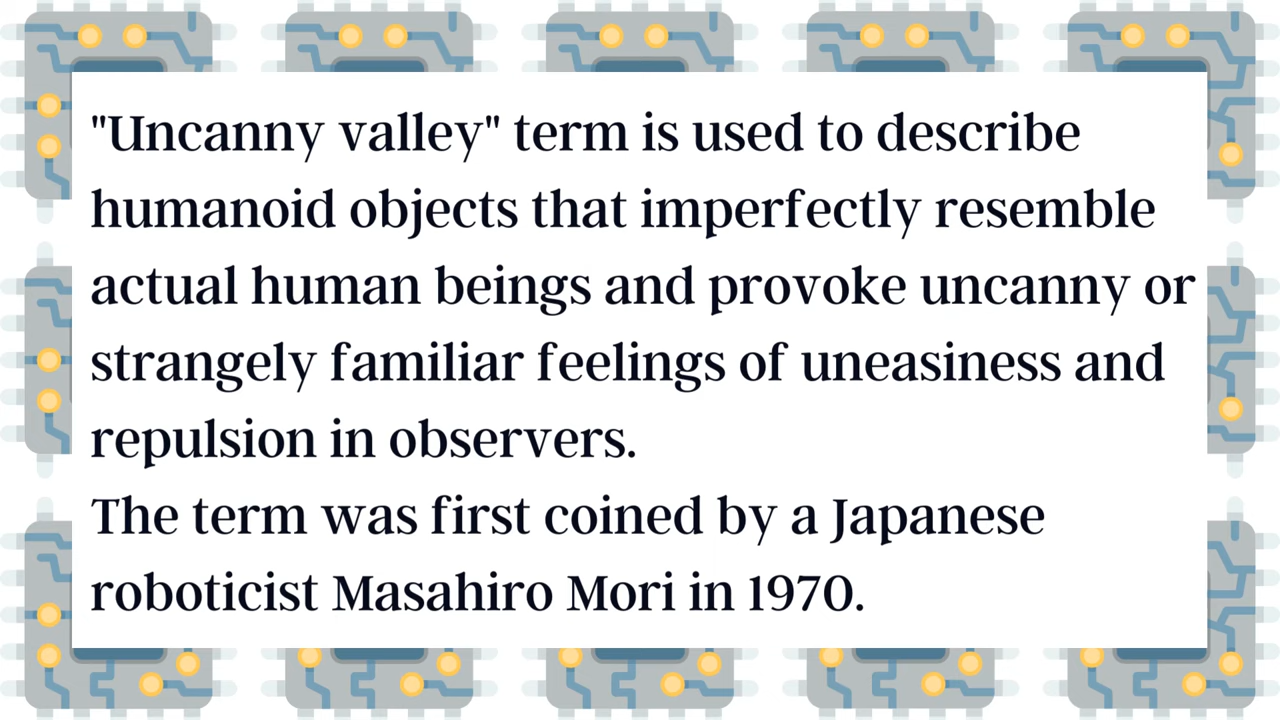 "Uncanny valley" term is used to describe
humanoid objects that imperfectly resemble
actual human beings and provoke uncanny or
strangely familiar feelings of uneasiness and
repulsion in observers.
The term was first coined by a Japanese
roboticist Masahiro Mori in 1970.